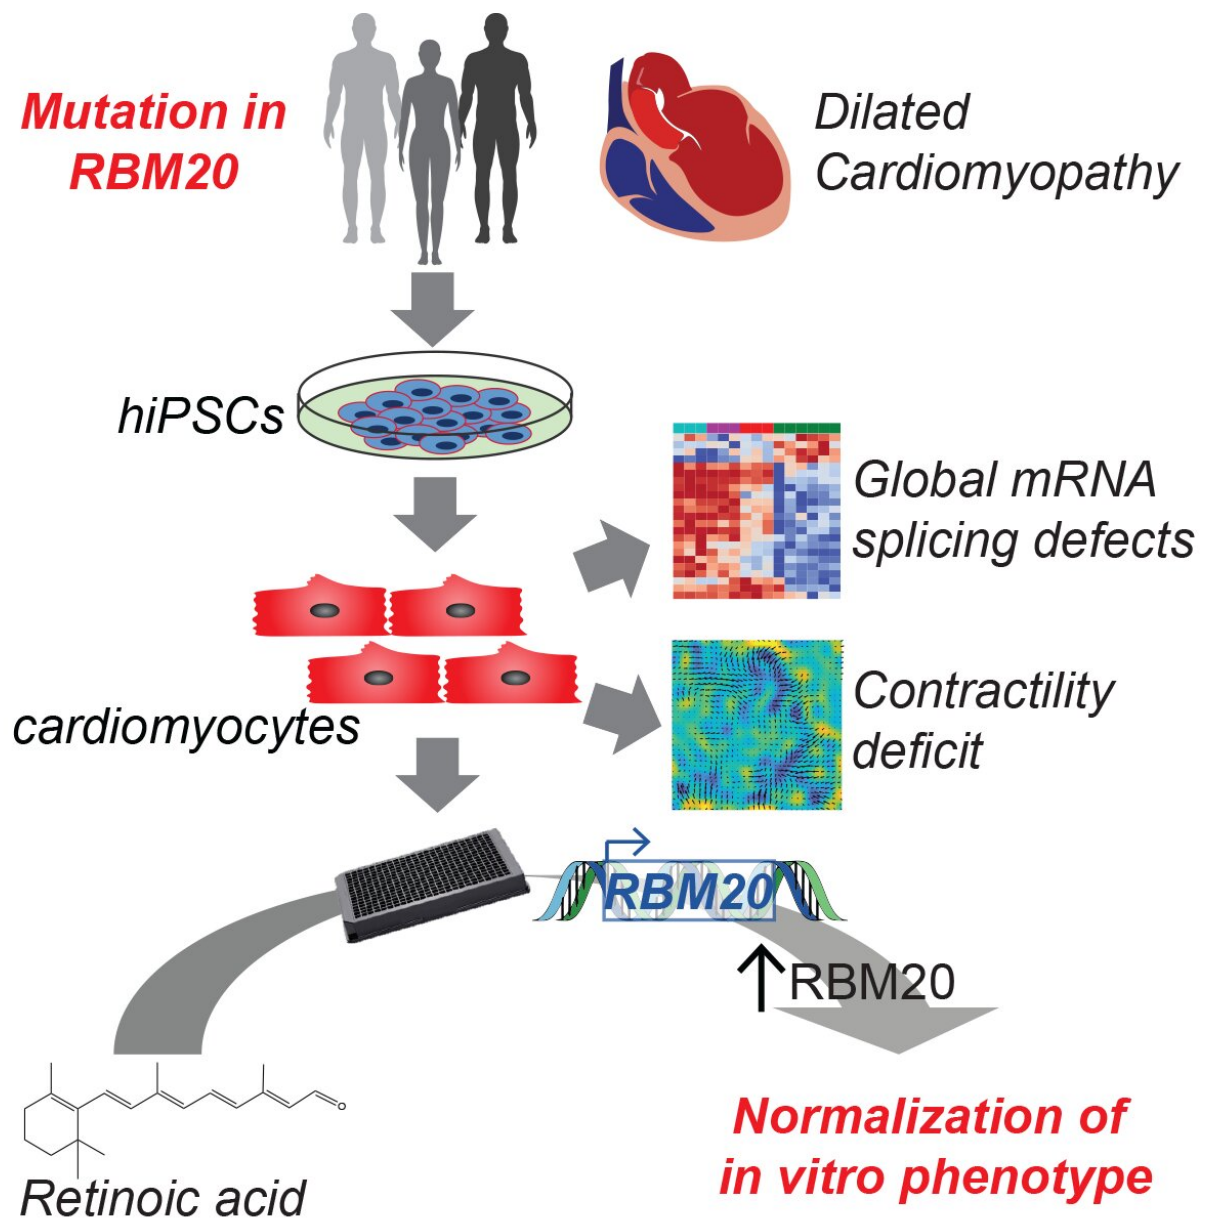 Mutation in
RBM20
Dilated
Cardiomyopathy
hiPSCs
Global mRNA
splicing defects
cardiomyocytes
Contractility
deficit
RBM20
↑RBM20
O
Retinoic acid
Normalization of
in vitro phenotype